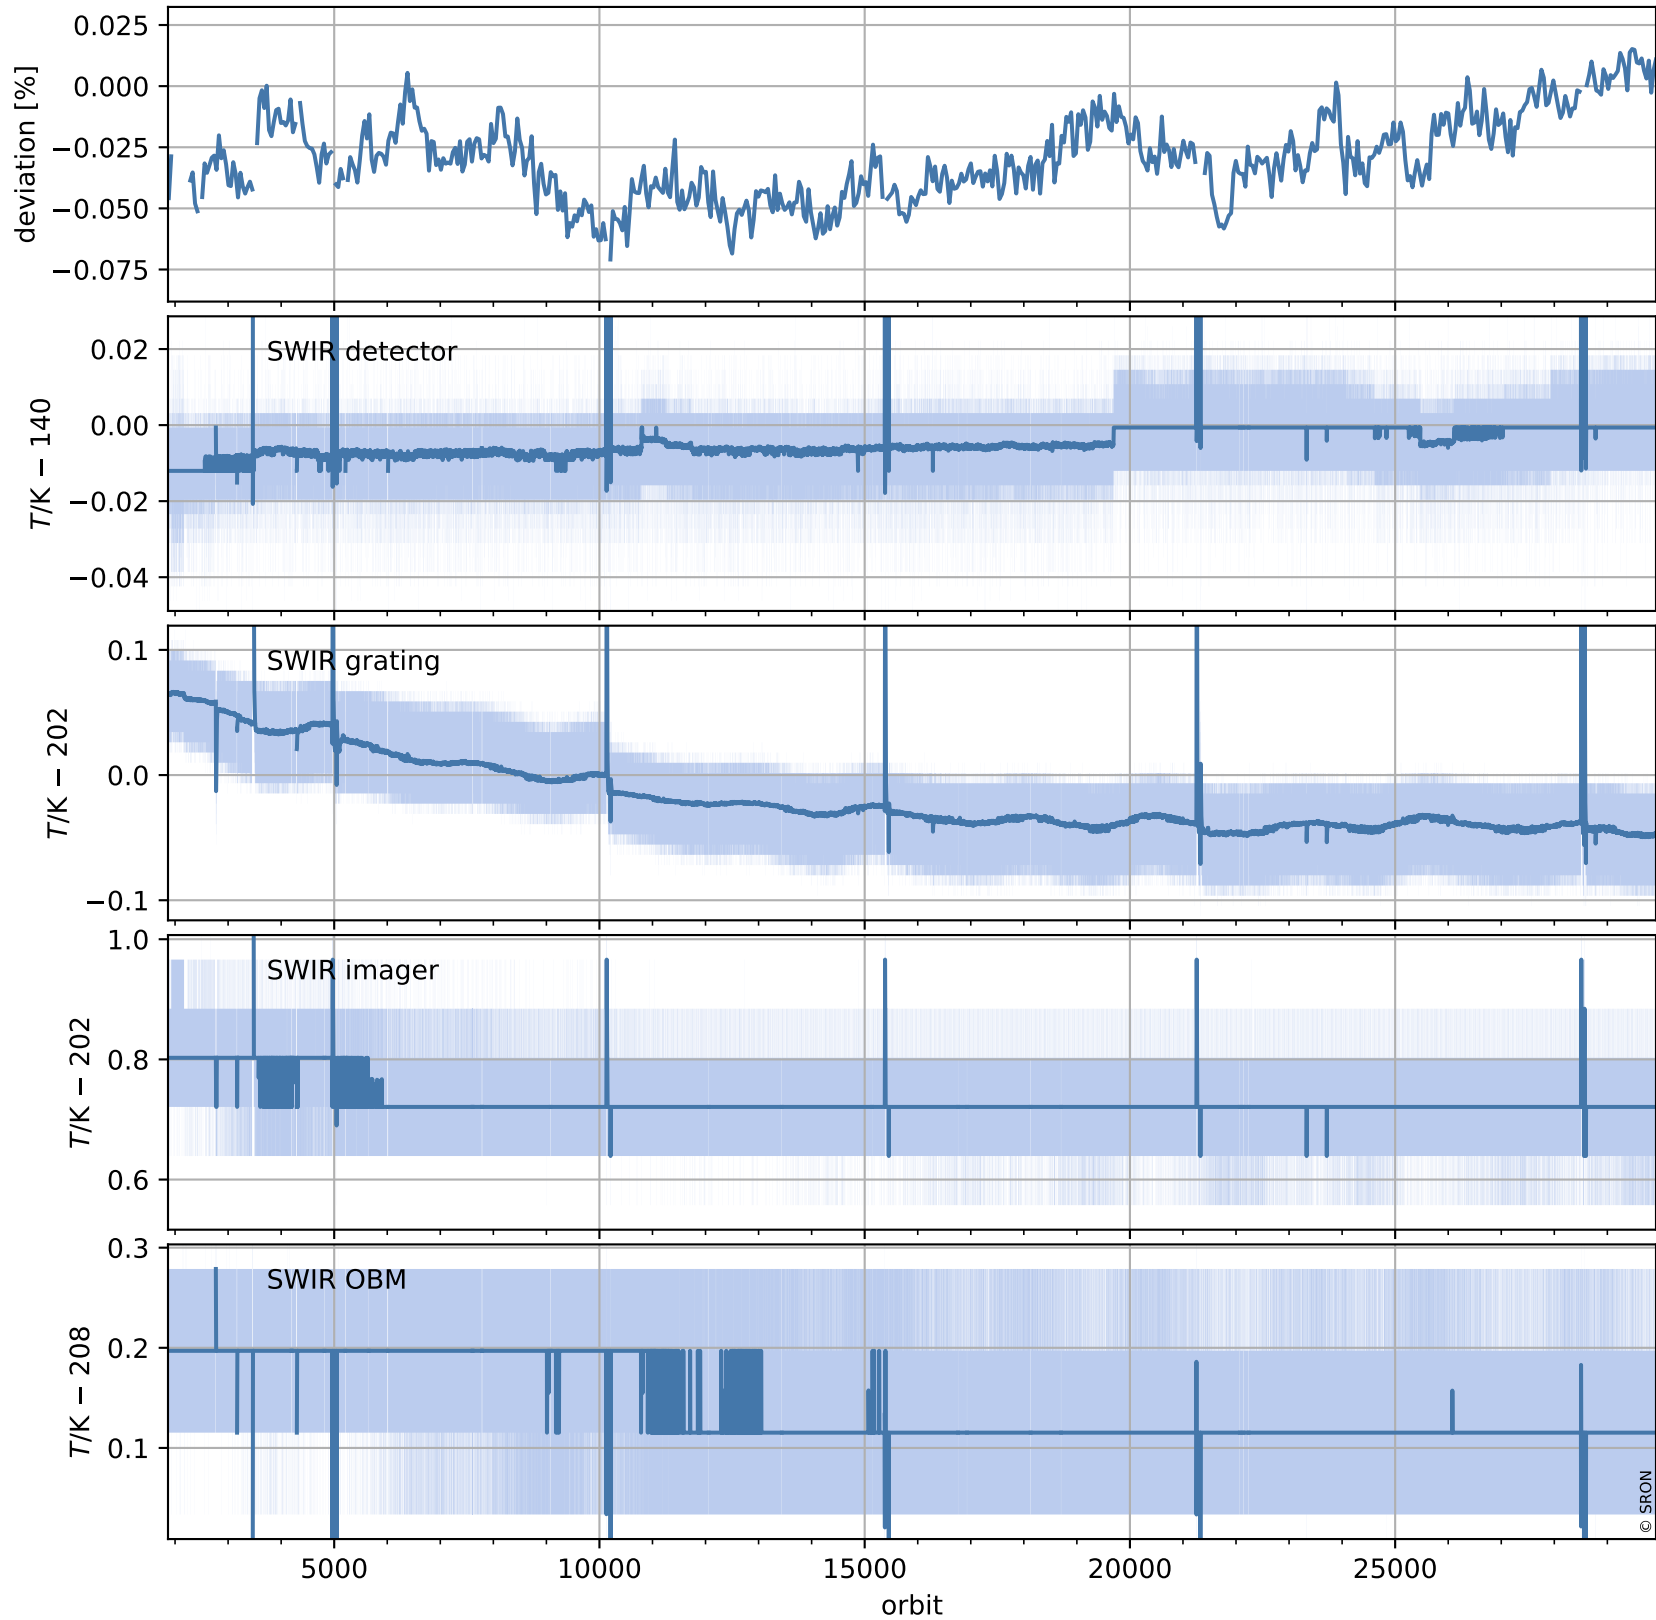 0.025
0.000
−0.025
−0.050
−0.075
deviation [%]
SWIR detector
0.02
0.00
−0.02
−0.04
T/K − 140
SWIR grating
0.1
0.0
−0.1
T/K − 202
SWIR imager
1.0
0.8
0.6
T/K − 202
SWIR OBM
0.3
0.2
0.1
T/K − 208
© SRON
5000 10000 15000 20000 25000
orbit